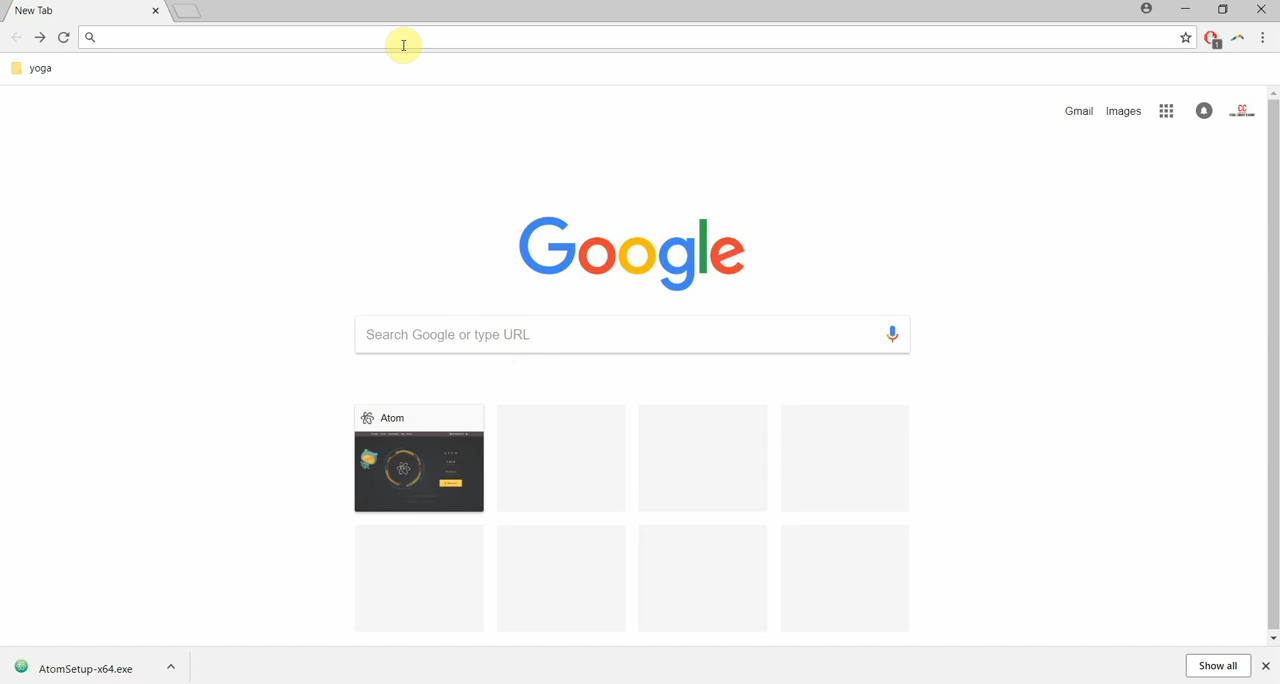 New Tab
yoga
Gmail Images
Google
Search Google or type URL
Atom
AtomSetup-x64.exe
Show all